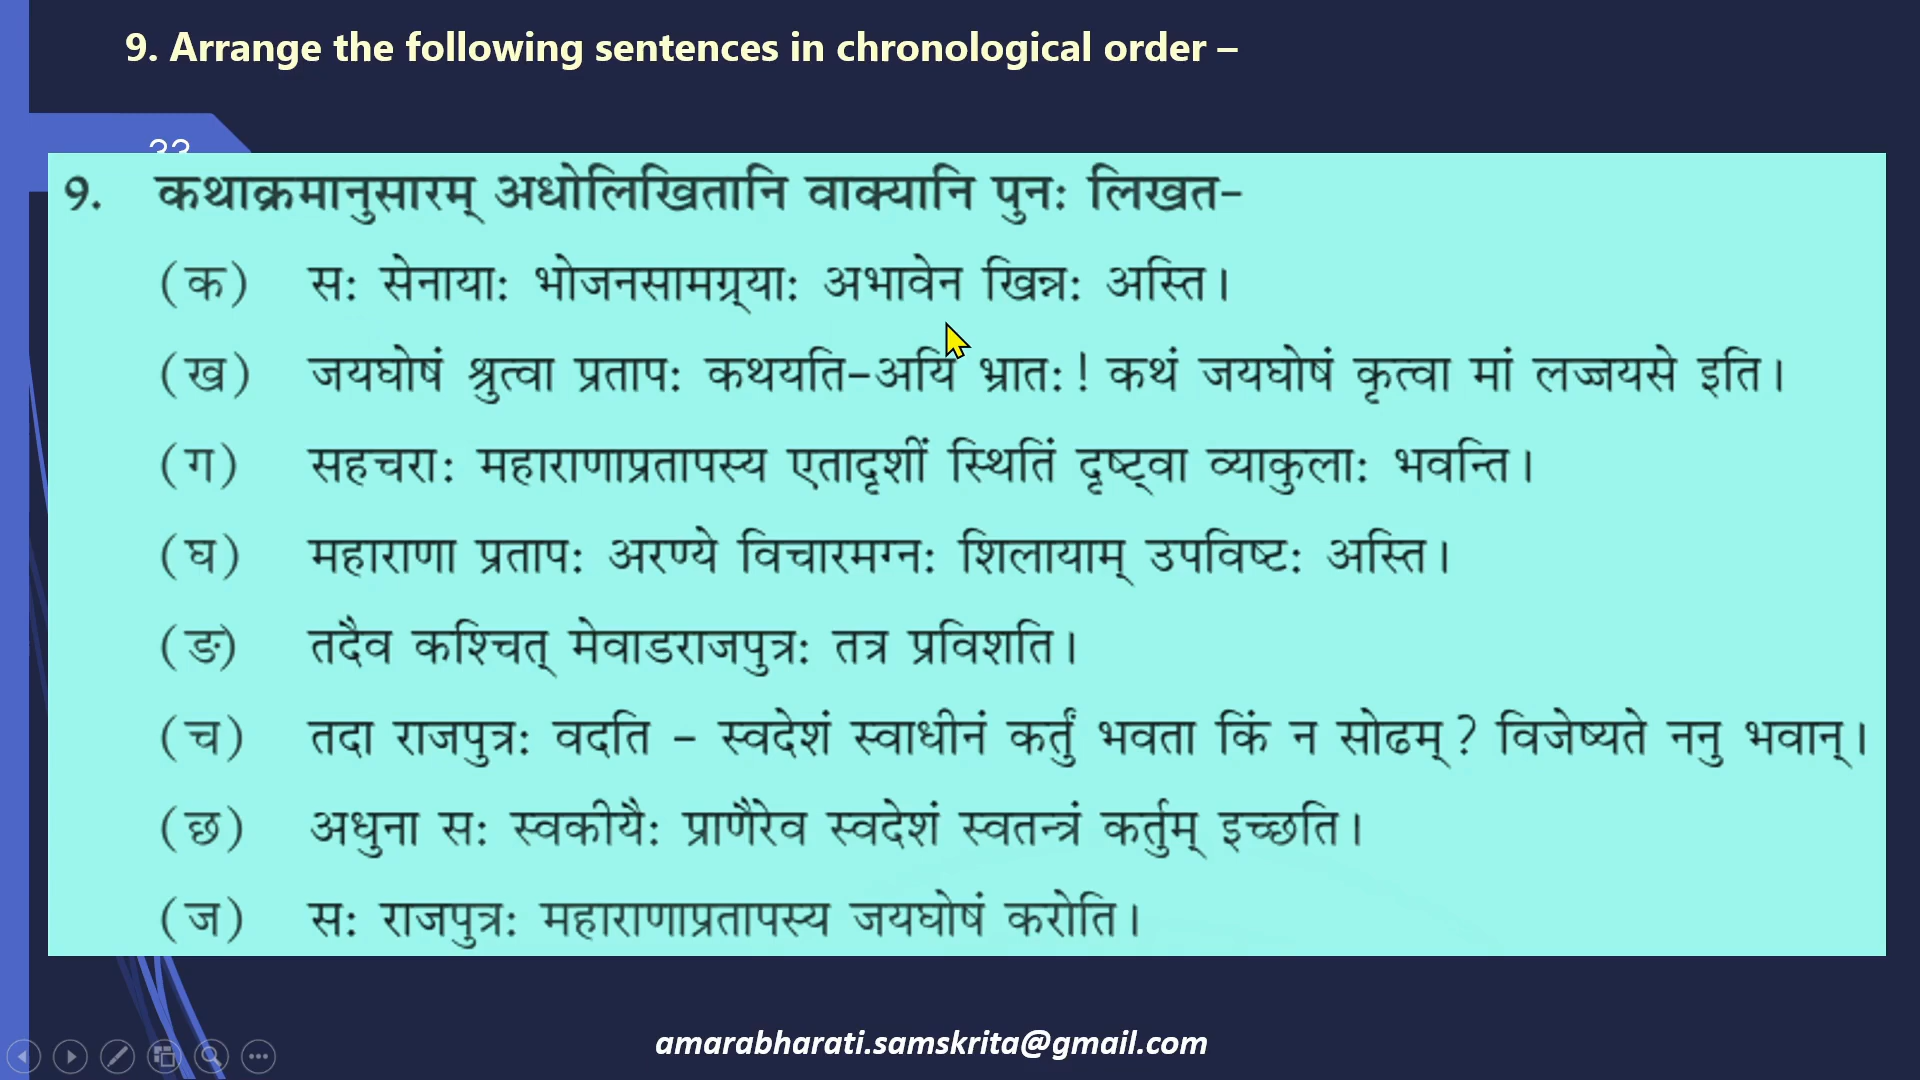 9. Arrange the following sentences in chronological order –
33
9. कथाक्रमानुसारम् अधोलिखितानि वाक्यानि पुनः लिखत-
(क) सः सेनायाः भोजनसामग्र्याः अभावेन खिन्नः अस्ति।
(ख) जयघोषं श्रुत्वा प्रतापः कथयति-अयि भ्रातः! कथं जयघोषं कृत्वा मां लज्जयसे इति।
(ग) सहचराः महाराणाप्रतापस्य एतादृशीं स्थितिं दृष्ट्वा व्याकुलाः भवन्ति।
(घ) महाराणा प्रतापः अरण्ये विचारमग्नः शिलायाम् उपविष्टः अस्ति।
(ङ) तदैव कश्चित् मेवाडराजपुत्रः तत्र प्रविशति।
(च) तदा राजपुत्रः वदति - स्वदेशं स्वाधीनं कर्तुं भवता किं न सोढम्? विजेष्यते ननु भवान्।
(छ) अधुना सः स्वकीयैः प्राणैरेव स्वदेशं स्वतन्त्रं कर्तुम् इच्छति।
(ज) सः राजपुत्रः महाराणाप्रतापस्य जयघोषं करोति।
amarabharati.samskrita@gmail.com